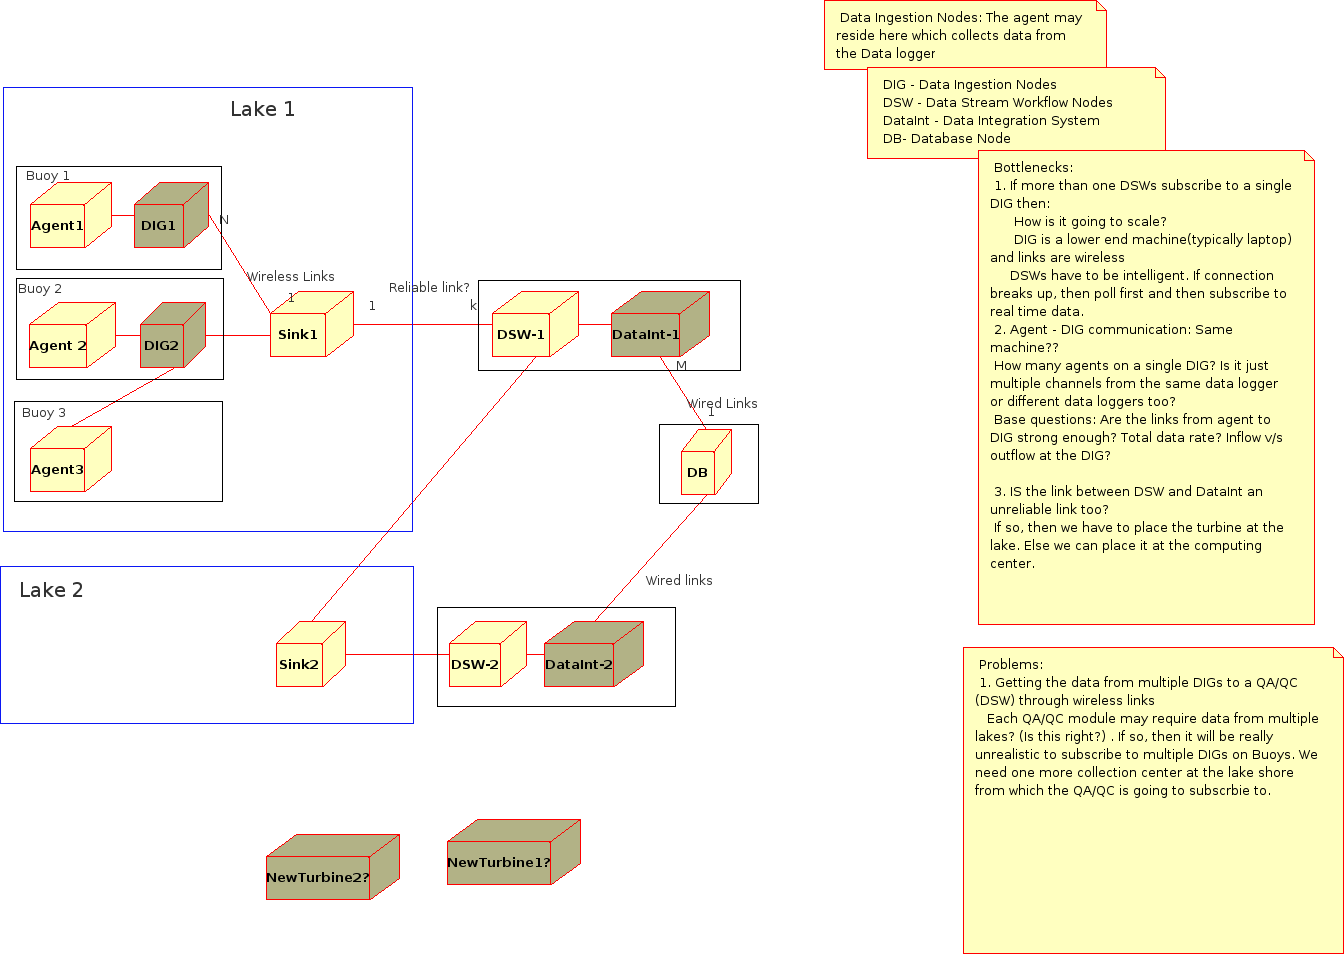 Data Ingestion Nodes: The agent may
reside here which collects data from
the Data logger
DIG - Data Ingestion Nodes
DSW - Data Stream Workflow Nodes
DataInt - Data Integration System
DB- Database Node
Lake 1
Buoy 1
Agent1
DIG1
N
Wireless Links
1
Buoy 2
Agent 2
DIG2
Sink1
1
Reliable link?
k
DSW-1
DataInt-1
M
Wired Links
1
Buoy 3
Agent3
DB
Wired links
Lake 2
Sink2
DSW-2
DataInt-2
NewTurbine2?
NewTurbine1?
Bottlenecks:
1. If more than one DSWs subscribe to a single
DIG then:
How is it going to scale?
DIG is a lower end machine(typically laptop)
and links are wireless
DSWs have to be intelligent. If connection
breaks up, then poll first and then subscribe to
real time data.
2. Agent - DIG communication: Same
machine??
How many agents on a single DIG? Is it just
multiple channels from the same data logger
or different data loggers too?
Base questions: Are the links from agent to
DIG strong enough? Total data rate? Inflow v/s
outflow at the DIG?
3. IS the link between DSW and DataInt an
unreliable link too?
If so, then we have to place the turbine at the
lake. Else we can place it at the computing
center.
Problems:
1. Getting the data from multiple DIGs to a QA/QC
(DSW) through wireless links
Each QA/QC module may require data from multiple
lakes? (Is this right?) . If so, then it will be really
unrealistic to subscribe to multiple DIGs on Buoys. We
need one more collection center at the lake shore
from which the QA/QC is going to subscrbie to.